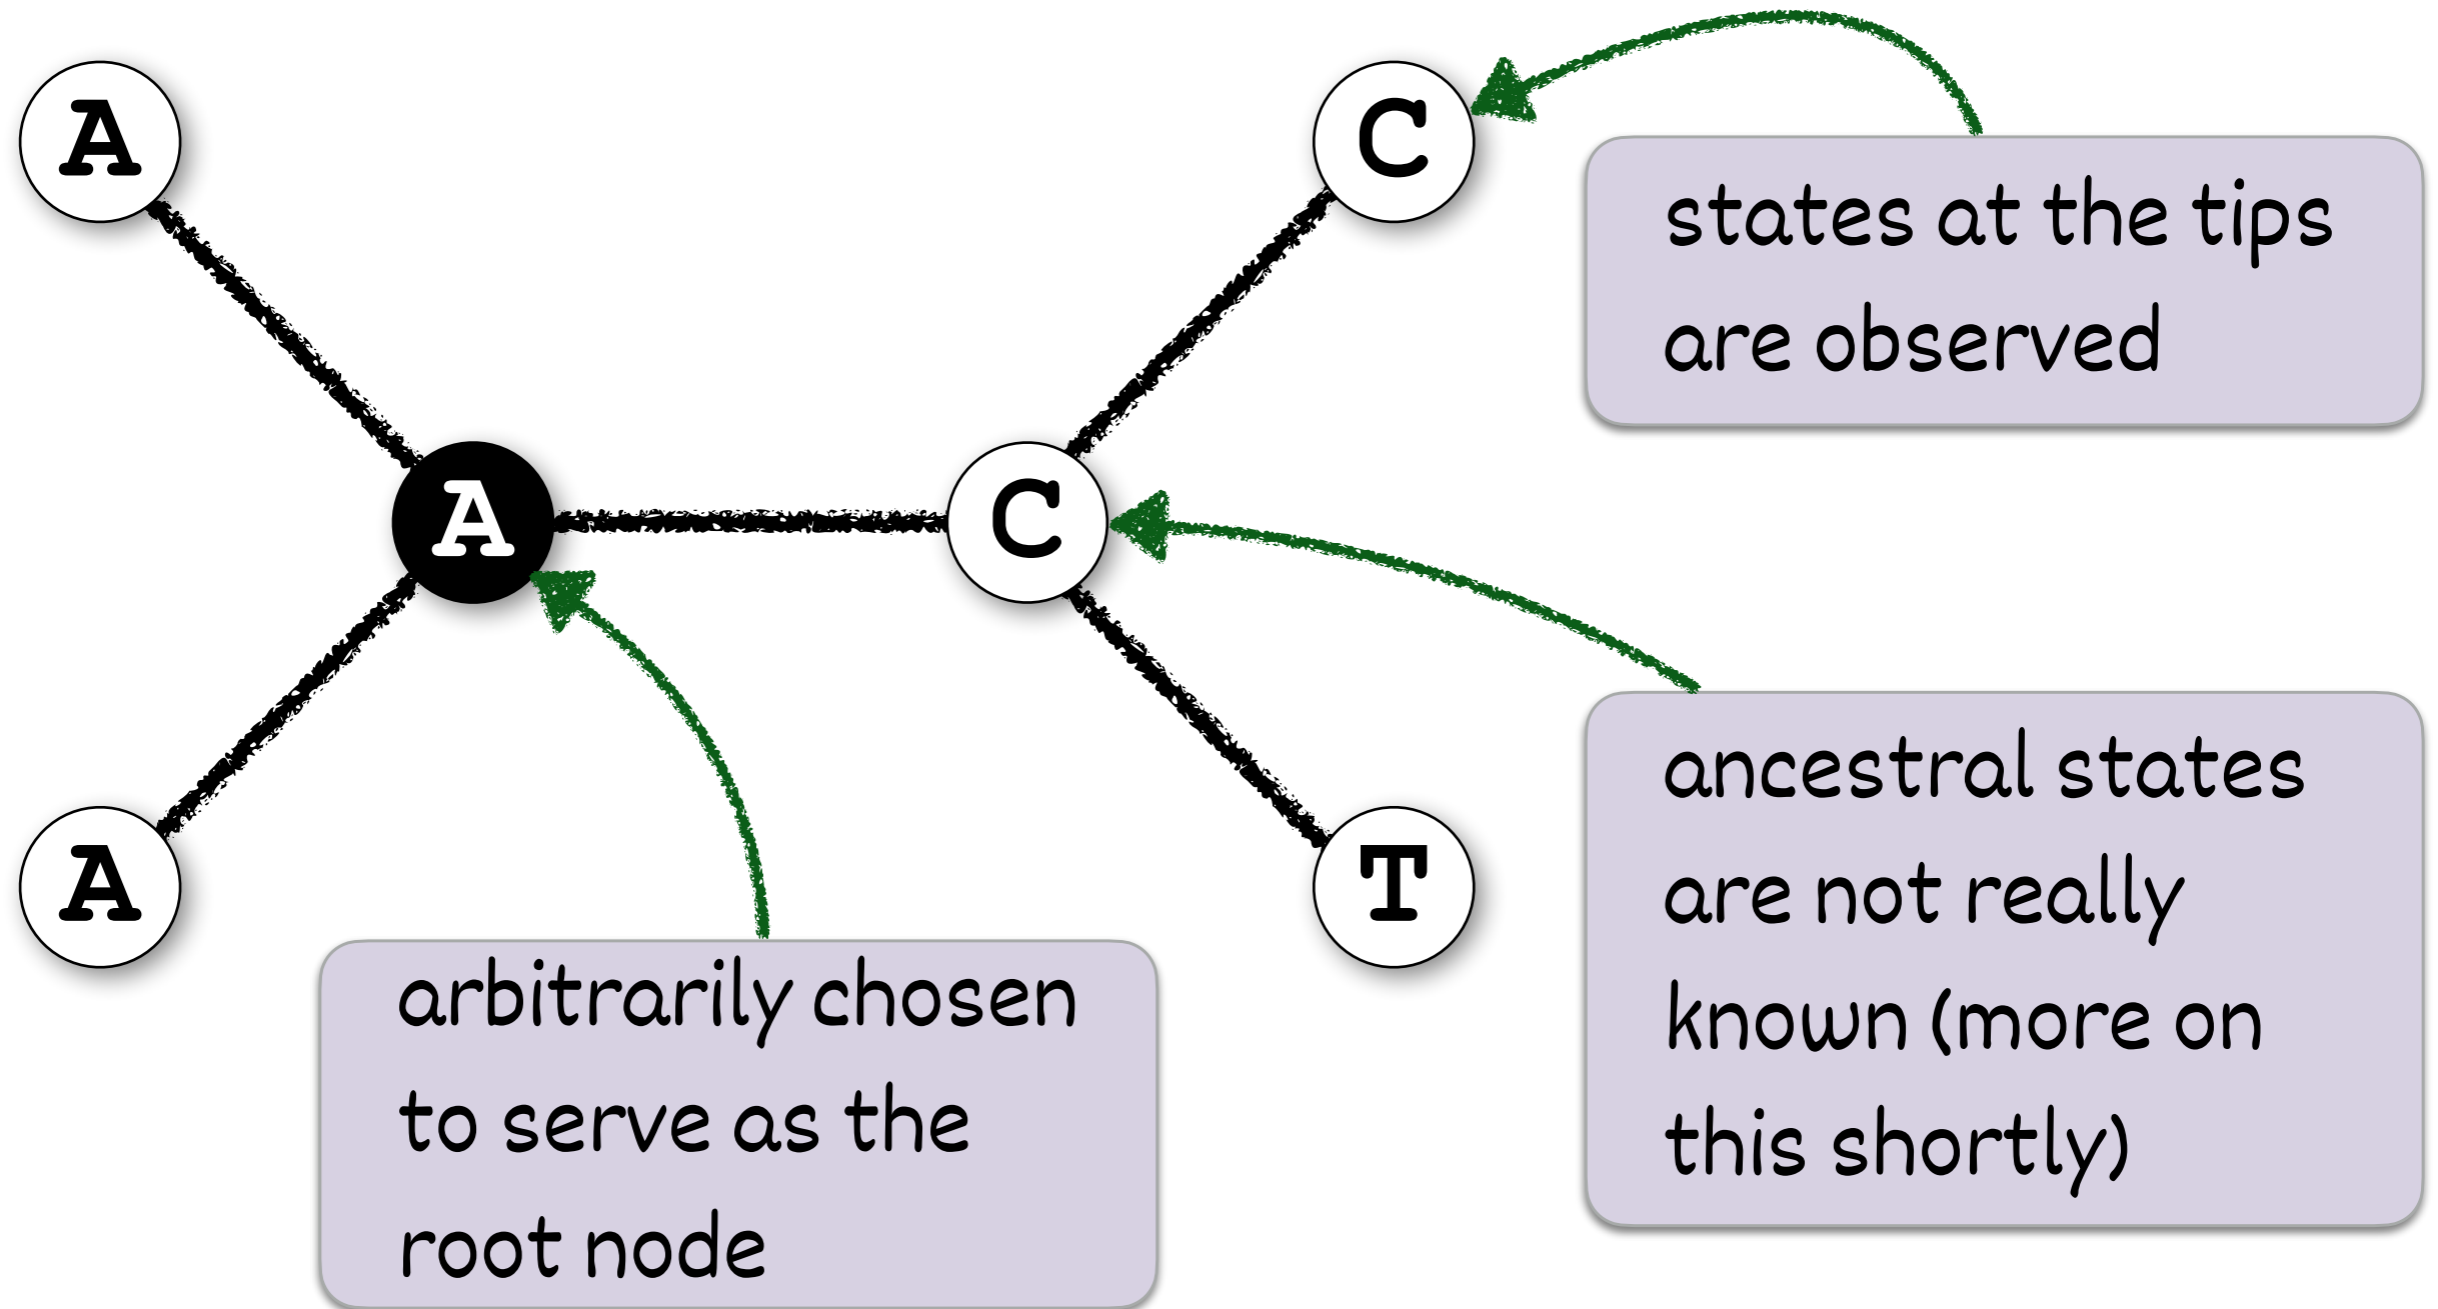 A
C
states at the tips
are observed
A
C
A
T
ancestral states
are not really
known (more on
this shortly)
arbitrarily chosen
to serve as the
root node